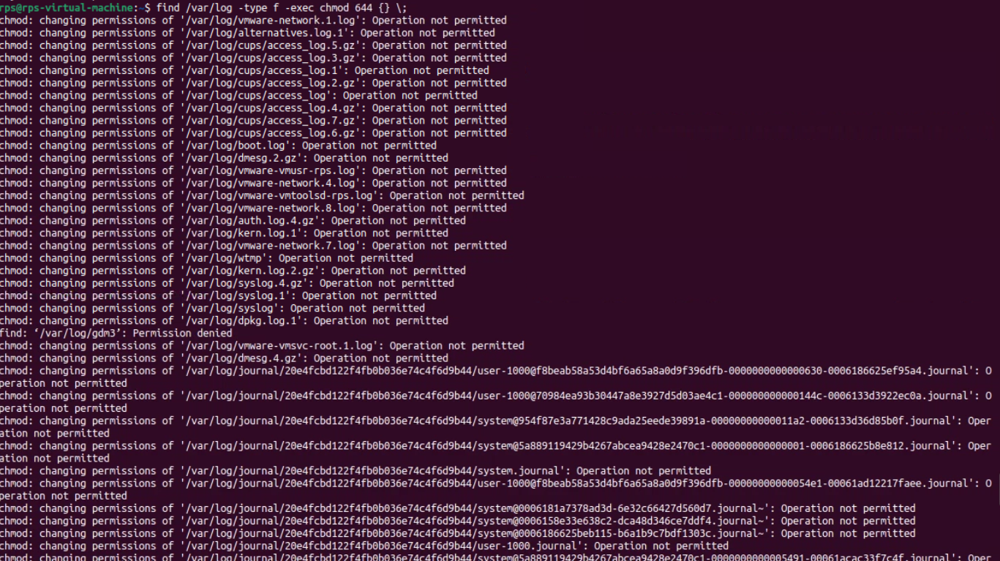 rps@rps-virtual-machine:~$ find /var/log -type f -exec chmod 644 {} \;
chmod: changing permissions of '/var/log/vmware-network.1.log': Operation not permitted
chmod: changing permissions of '/var/log/alternatives.log.1': Operation not permitted
chmod: changing permissions of '/var/log/cups/access_log.5.gz': Operation not permitted
chmod: changing permissions of '/var/log/cups/access_log.3.gz': Operation not permitted
chmod: changing permissions of '/var/log/cups/access_log.1': Operation not permitted
chmod: changing permissions of '/var/log/cups/access_log.2.gz': Operation not permitted
chmod: changing permissions of '/var/log/cups/access_log': Operation not permitted
chmod: changing permissions of '/var/log/cups/access_log.4.gz': Operation not permitted
chmod: changing permissions of '/var/log/cups/access_log.7.gz': Operation not permitted
chmod: changing permissions of '/var/log/cups/access_log.6.gz': Operation not permitted
chmod: changing permissions of '/var/log/boot.log': Operation not permitted
chmod: changing permissions of '/var/log/dmesg.2.gz': Operation not permitted
chmod: changing permissions of '/var/log/vmware-vmusr-rps.log': Operation not permitted
chmod: changing permissions of '/var/log/vmware-network.4.log': Operation not permitted
chmod: changing permissions of '/var/log/vmware-vmtoolsd-rps.log': Operation not permitted
chmod: changing permissions of '/var/log/vmware-network.8.log': Operation not permitted
chmod: changing permissions of '/var/log/auth.log.4.gz': Operation not permitted
chmod: changing permissions of '/var/log/kern.log.1': Operation not permitted
chmod: changing permissions of '/var/log/vmware-network.7.log': Operation not permitted
chmod: changing permissions of '/var/log/wtmp': Operation not permitted
chmod: changing permissions of '/var/log/kern.log.2.gz': Operation not permitted
chmod: changing permissions of '/var/log/syslog.4.gz': Operation not permitted
chmod: changing permissions of '/var/log/syslog.1': Operation not permitted
chmod: changing permissions of '/var/log/syslog': Operation not permitted
chmod: changing permissions of '/var/log/dpkg.log.1': Operation not permitted
find: ‘/var/log/gdm3’: Permission denied
chmod: changing permissions of '/var/log/vmware-vmsvc-root.1.log': Operation not permitted
chmod: changing permissions of '/var/log/dmesg.4.gz': Operation not permitted
chmod: changing permissions of '/var/log/journal/20e4fcbd122f4fb0b036e74c4f6d9b44/user-1000@f8beab58a53d4bf6a65a8a0d9f396dfb-0000000000000630-0006186625ef95a4.journal': O
peration not permitted
chmod: changing permissions of '/var/log/journal/20e4fcbd122f4fb0b036e74c4f6d9b44/user-1000@70984ea93b30447a8e3927d5d03ae4c1-000000000000144c-0006133d3922ec0a.journal': O
peration not permitted
chmod: changing permissions of '/var/log/journal/20e4fcbd122f4fb0b036e74c4f6d9b44/system@954f87e3a771428c9ada25eede39891a-00000000000011a2-0006133d36d85b0f.journal': Oper
ation not permitted
chmod: changing permissions of '/var/log/journal/20e4fcbd122f4fb0b036e74c4f6d9b44/system@5a889119429b4267abcea9428e2470c1-0000000000000001-0006186625b8e812.journal': Oper
ation not permitted
chmod: changing permissions of '/var/log/journal/20e4fcbd122f4fb0b036e74c4f6d9b44/system.journal': Operation not permitted
chmod: changing permissions of '/var/log/journal/20e4fcbd122f4fb0b036e74c4f6d9b44/user-1000@f8beab58a53d4bf6a65a8a0d9f396dfb-00000000000054e1-00061ad12217faee.journal': O
peration not permitted
chmod: changing permissions of '/var/log/journal/20e4fcbd122f4fb0b036e74c4f6d9b44/system@0006181a7378ad3d-6e32c66427d560d7.journal~': Operation not permitted
chmod: changing permissions of '/var/log/journal/20e4fcbd122f4fb0b036e74c4f6d9b44/system@0006158e33e638c2-dca48d346ce7ddf4.journal~': Operation not permitted
chmod: changing permissions of '/var/log/journal/20e4fcbd122f4fb0b036e74c4f6d9b44/system@0006186625beb115-b6a1b9c7bdf1303c.journal~': Operation not permitted
chmod: changing permissions of '/var/log/journal/20e4fcbd122f4fb0b036e74c4f6d9b44/user-1000.journal': Operation not permitted
chmod: changing permissions of '/var/log/journal/20e4fcbd122f4fb0b036e74c4f6d9b44/system@5a889119429b4267abcea9428e2470c1-0000000000005491-00061acac33f7c4f.journal': Oper